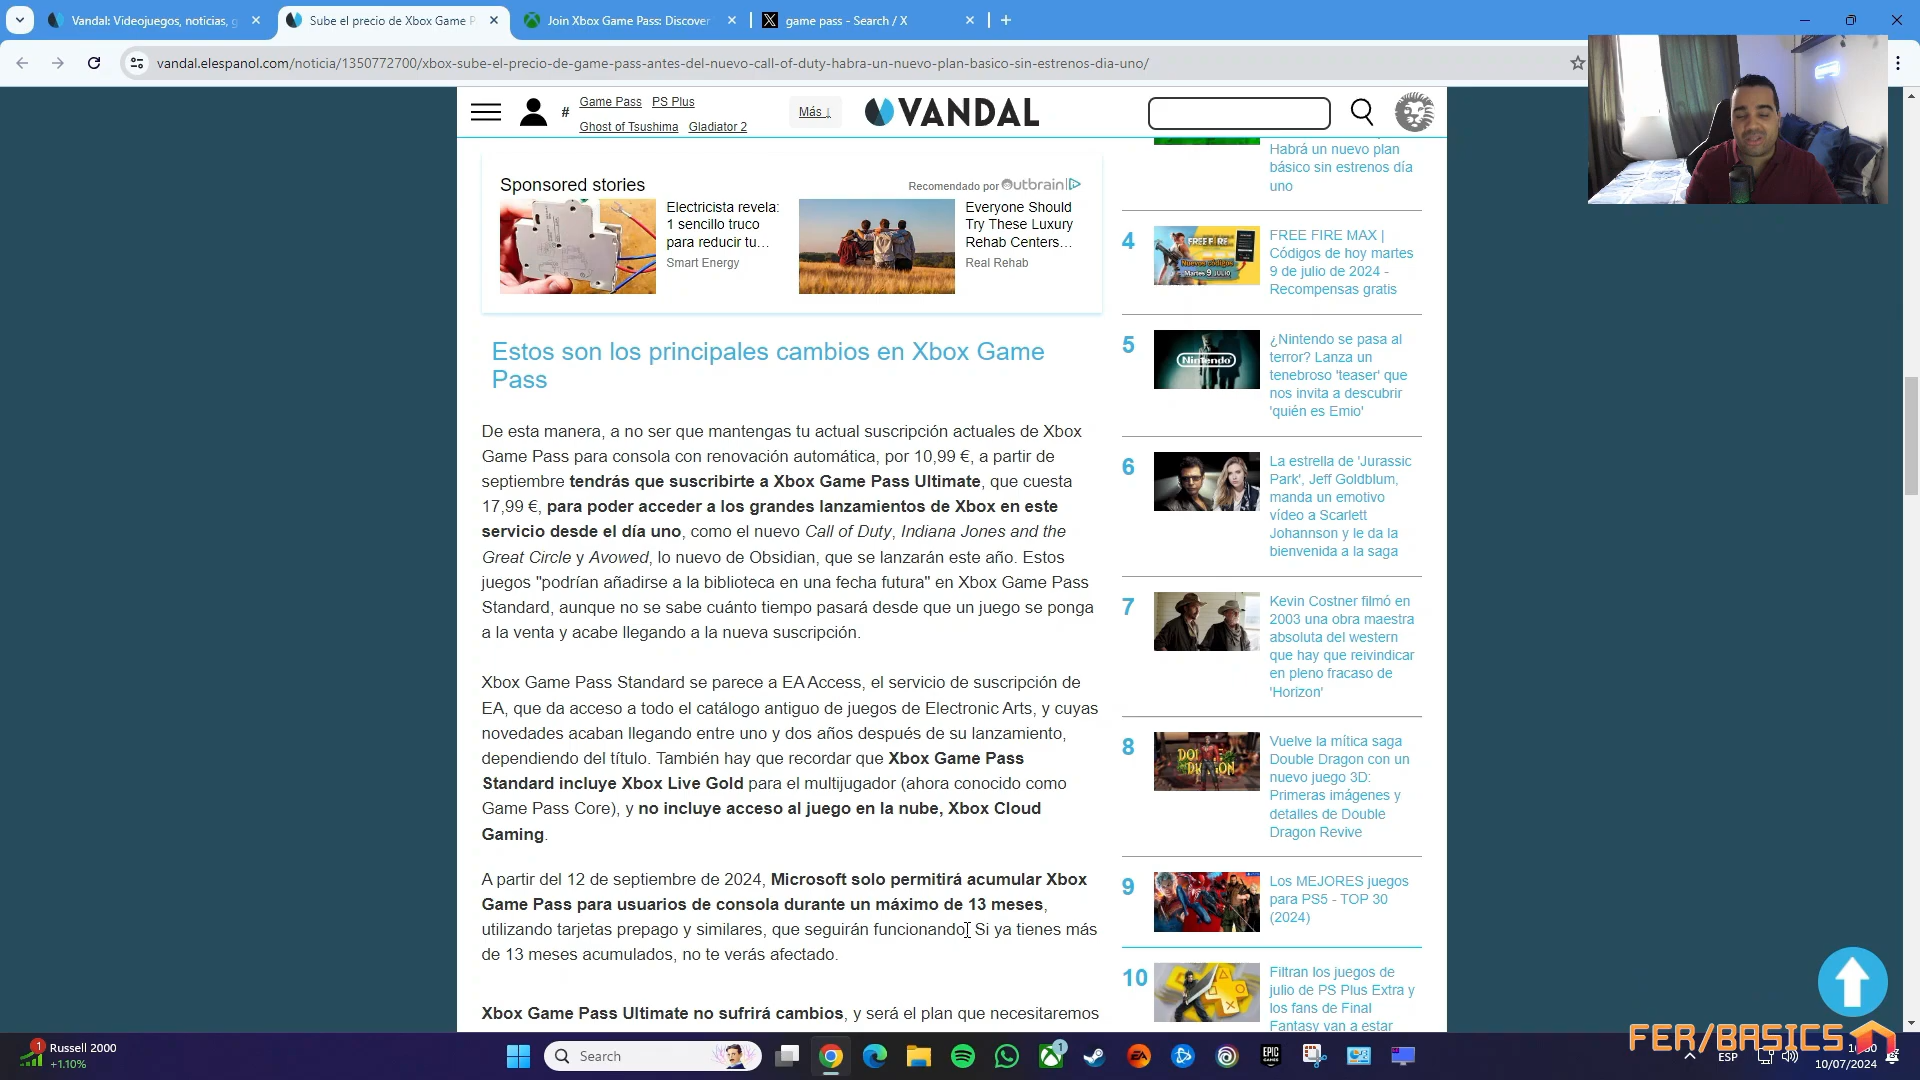 Vandal: Videojuegos, noticias, g
Sube el precio de Xbox Game P
Join Xbox Game Pass: Discover
game pass - Search / X
vandal.elespanol.com/noticia/1350772700/xbox-sube-el-precio-de-game-pass-antes-del-nuevo-call-of-duty-habra-un-nuevo-plan-basico-sin-estrenos-dia-uno/
# Game Pass PS Plus
Ghost of Tsushima Gladiator 2
Más ↓
VANDAL
Sponsored stories
Recomendado por Outbrain
Electricista revela:
1 sencillo truco
para reducir tu...
Smart Energy
Everyone Should
Try These Luxury
Rehab Centers...
Real Rehab
Estos son los principales cambios en Xbox Game
Pass
De esta manera, a no ser que mantengas tu actual suscripción actuales de Xbox
Game Pass para consola con renovación automática, por 10,99 €, a partir de
septiembre tendrás que suscribirte a Xbox Game Pass Ultimate, que cuesta
17,99 €, para poder acceder a los grandes lanzamientos de Xbox en este
servicio desde el día uno, como el nuevo Call of Duty, Indiana Jones and the
Great Circle y Avowed, lo nuevo de Obsidian, que se lanzarán este año. Estos
juegos "podrían añadirse a la biblioteca en una fecha futura" en Xbox Game Pass
Standard, aunque no se sabe cuánto tiempo pasará desde que un juego se ponga
a la venta y acabe llegando a la nueva suscripción.
Xbox Game Pass Standard se parece a EA Access, el servicio de suscripción de
EA, que da acceso a todo el catálogo antiguo de juegos de Electronic Arts, y cuyas
novedades acaban llegando entre uno y dos años después de su lanzamiento,
dependiendo del título. También hay que recordar que Xbox Game Pass
Standard incluye Xbox Live Gold para el multijugador (ahora conocido como
Game Pass Core), y no incluye acceso al juego en la nube, Xbox Cloud
Gaming.
A partir del 12 de septiembre de 2024, Microsoft solo permitirá acumular Xbox
Game Pass para usuarios de consola durante un máximo de 13 meses,
utilizando tarjetas prepago y similares, que seguirán funcionando. Si ya tienes más
de 13 meses acumulados, no te verás afectado.
Xbox Game Pass Ultimate no sufrirá cambios, y será el plan que necesitaremos
Habrá un nuevo plan
básico sin estrenos día
uno
4
FREE FIRE
Nuevos códigos
Martes 9 JULIO
FREE FIRE MAX |
Códigos de hoy martes
9 de julio de 2024 -
Recompensas gratis
5
Nintendo
¿Nintendo se pasa al
terror? Lanza un
tenebroso 'teaser' que
nos invita a descubrir
'quién es Emio'
6
La estrella de 'Jurassic
Park', Jeff Goldblum,
manda un emotivo
vídeo a Scarlett
Johannson y le da la
bienvenida a la saga
7
Kevin Costner filmó en
2003 una obra maestra
absoluta del western
que hay que reivindicar
en pleno fracaso de
'Horizon'
8
Vuelve la mítica saga
Double Dragon con un
nuevo juego 3D:
Primeras imágenes y
detalles de Double
Dragon Revive
9
Los MEJORES juegos
para PS5 - TOP 30
(2024)
10
Filtran los juegos de
julio de PS Plus Extra y
los fans de Final
Fantasy van a estar
FER/BASICS
1
Russell 2000
+1.10%
Search
1
EA
EPIC
GAMES
ESP
10/07/2024